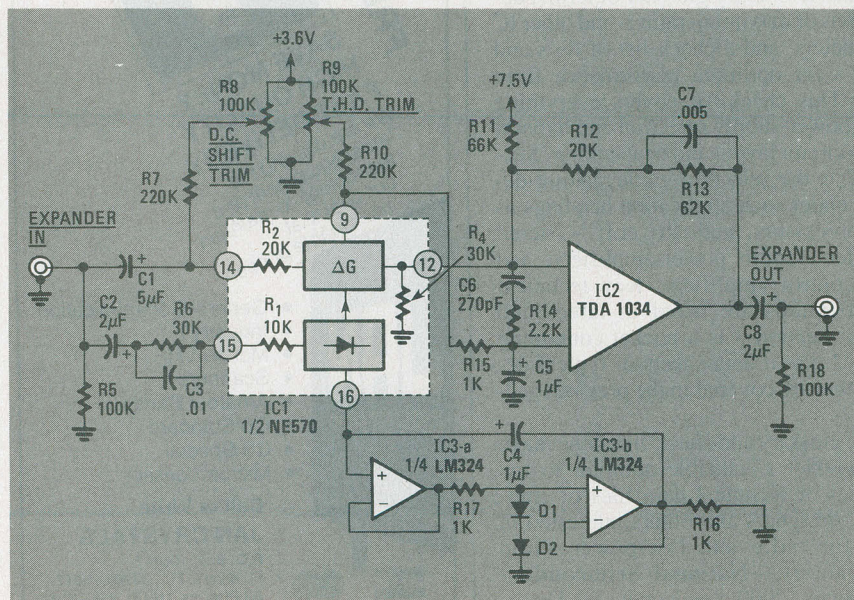 +3.6V
R8
100K
R9
100K
T.H.D. TRIM
D.C.
SHIFT
TRIM
R10
220K
R7
220K
+7.5V
R11
66K
R12
20K
C7
.005
R13
62K
EXPANDER
IN
C1
5μF
+
14
R2
20K
9
ΔG
12
R4
30K
C6
270pF
R14
2.2K
IC2
TDA 1034
EXPANDER
OUT
C8
2μF
+
R18
100K
C2
2μF
+
R6
30K
C3
.01
15
R1
10K
16
R5
100K
IC1
1/2 NE570
R15
1K
+
C5
1μF
+
C4
1μF
IC3-a
1/4 LM324
+
−
R17
1K
D1
D2
IC3-b
1/4 LM324
+
−
R16
1K